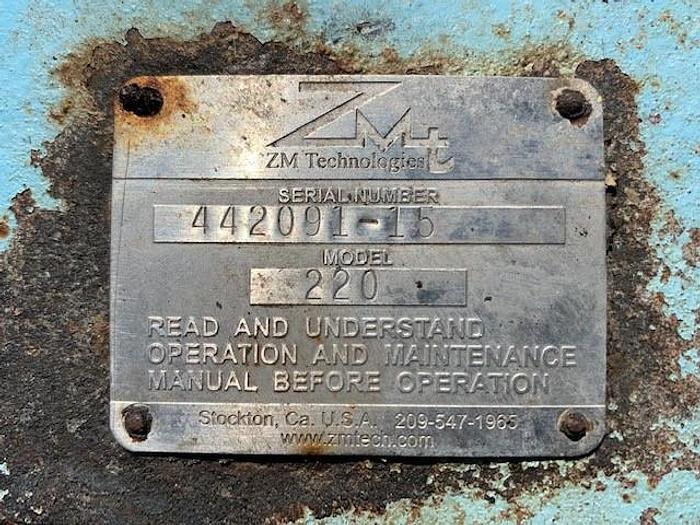 ZMt
ZM Technologies
SERIAL NUMBER
442091-15
MODEL
220
READ AND UNDERSTAND
OPERATION AND MAINTENANCE
MANUAL BEFORE OPERATION
Stockton, Ca. U.S.A. 209-547-1965
www.zmtech.com